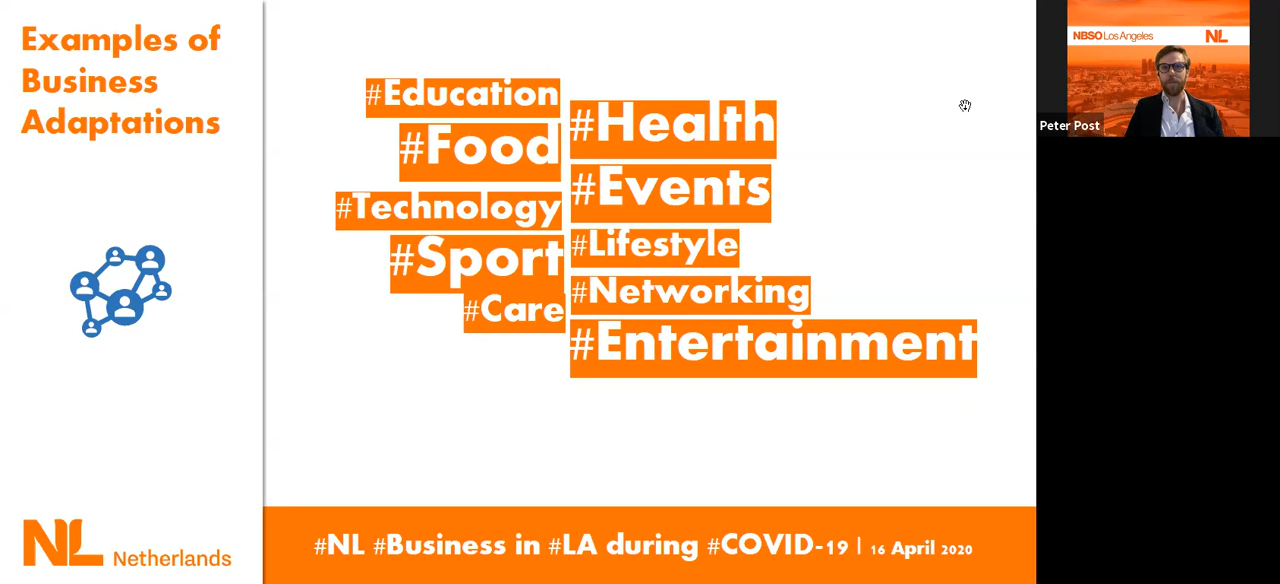 Examples of
Business
Adaptations
#Education
#Food
#Technology
#Sport
#Care
#Health
#Events
#Lifestyle
#Networking
#Entertainment
NL Netherlands
#NL #Business in #LA during #COVID-19 | 16 April 2020
NBSO Los Angeles NL
Peter Post